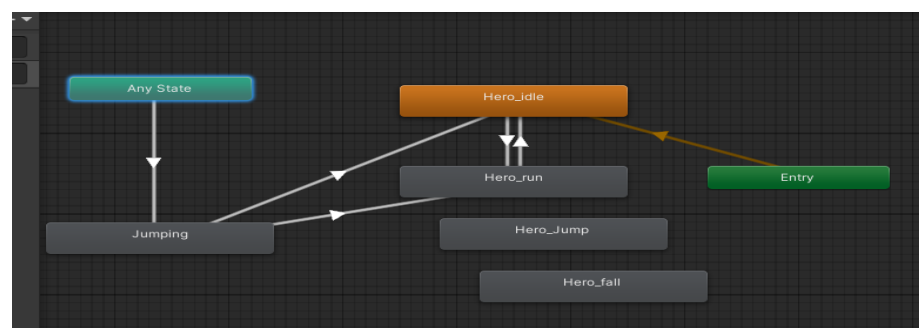 Any State
Hero_idle
Hero_run
Entry
Jumping
Hero_Jump
Hero_fall